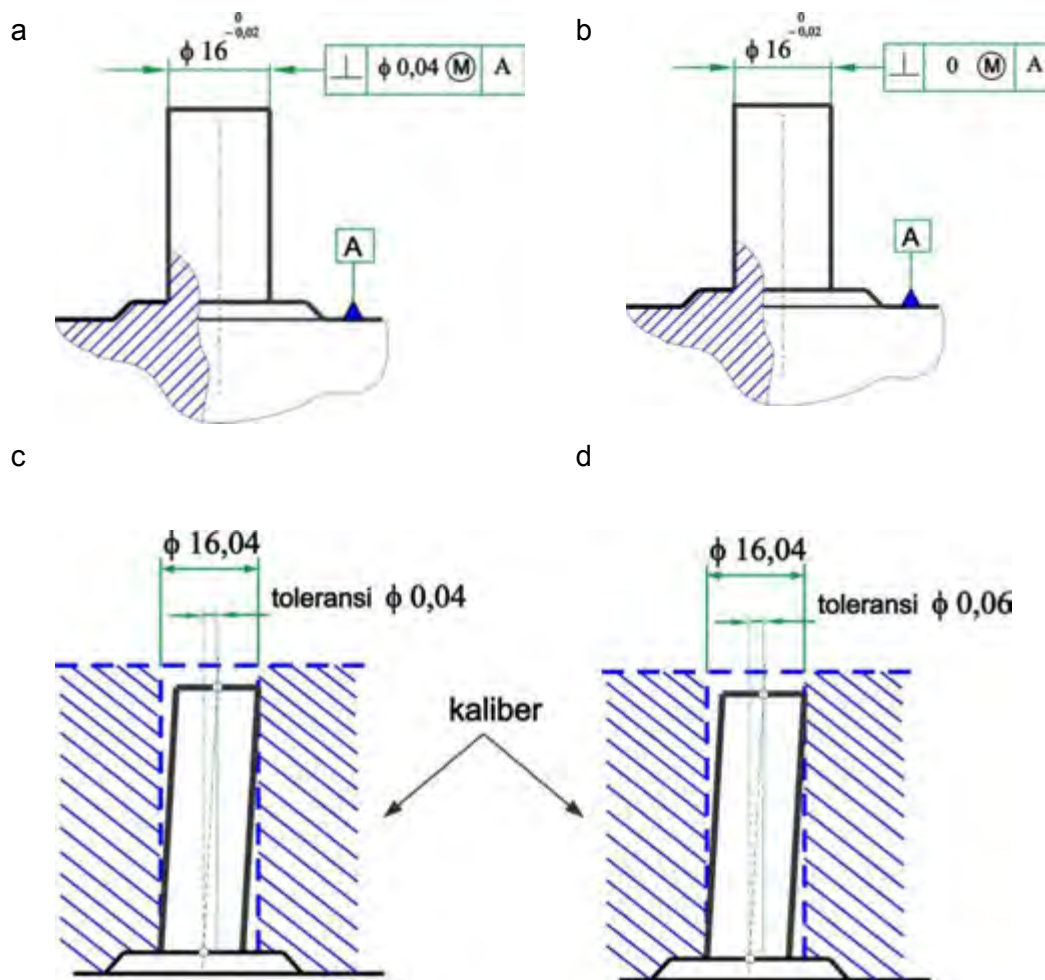 a
0
-0,02
ϕ 16
⊥ ϕ 0,04 Ⓜ A
A
b
0
-0,02
ϕ 16
⊥ 0 Ⓜ A
A
c
ϕ 16,04
toleransi ϕ 0,04
d
ϕ 16,04
toleransi ϕ 0,06
kaliber